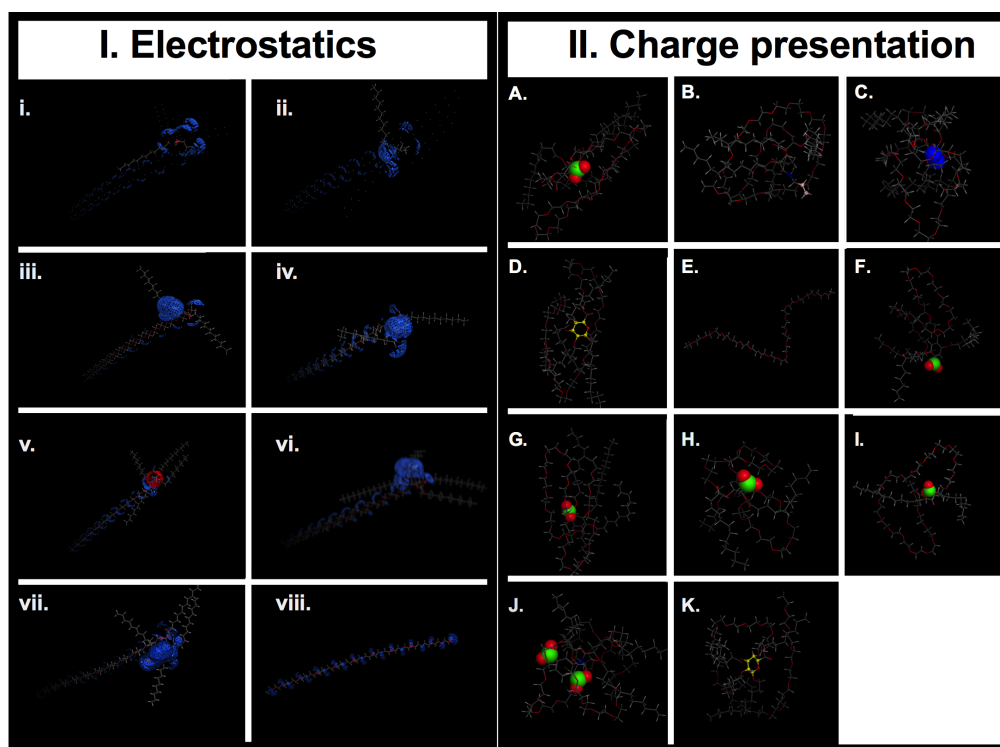 I. Electrostatics
i.
ii.
iii.
iv.
v.
vi.
vii.
viii.
II. Charge presentation
A.
B.
C.
D.
E.
F.
G.
H.
I.
J.
K.